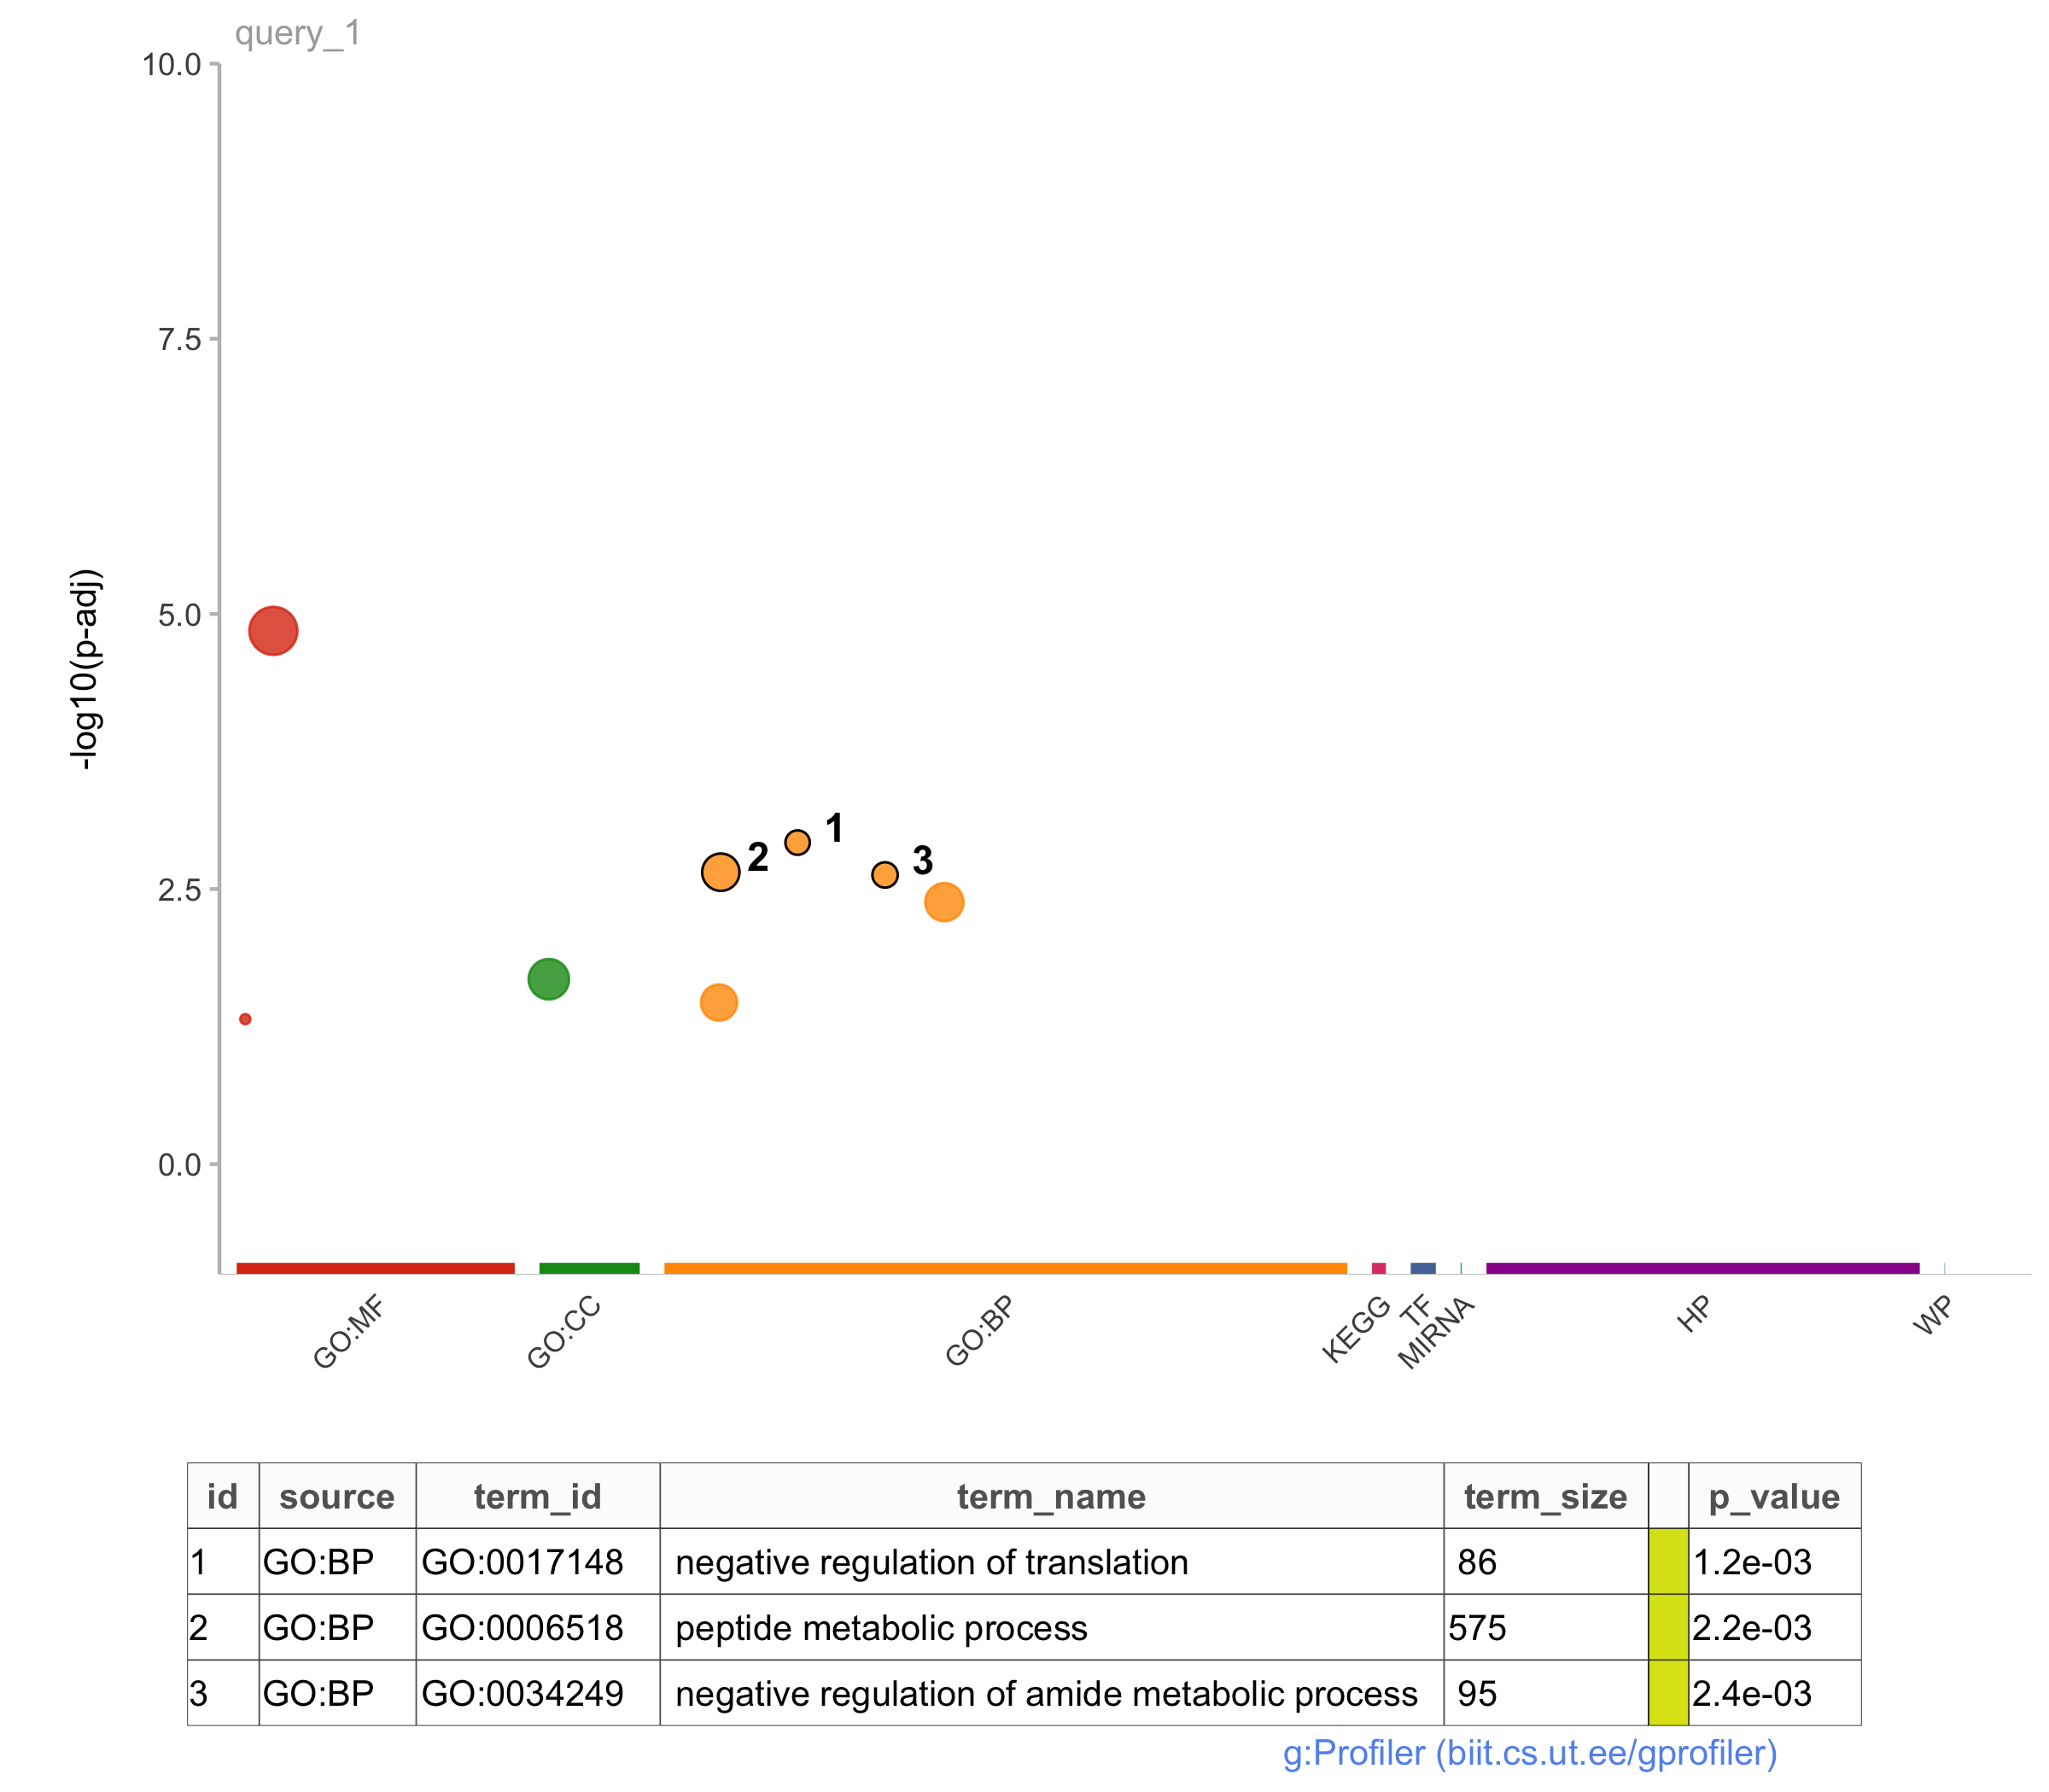 query_1
10.0
7.5
5.0
2.5
0.0
-log10(p-adj)
1
2
3
GO:MF
GO:CC
GO:BP
KEGG
TF
MIRNA
HP
WP
id source term_id term_name term_size p_value
1 GO:BP GO:0017148 negative regulation of translation 86 1.2e-03
2 GO:BP GO:0006518 peptide metabolic process 575 2.2e-03
3 GO:BP GO:0034249 negative regulation of amide metabolic process 95 2.4e-03
g:Profiler (biit.cs.ut.ee/gprofiler)